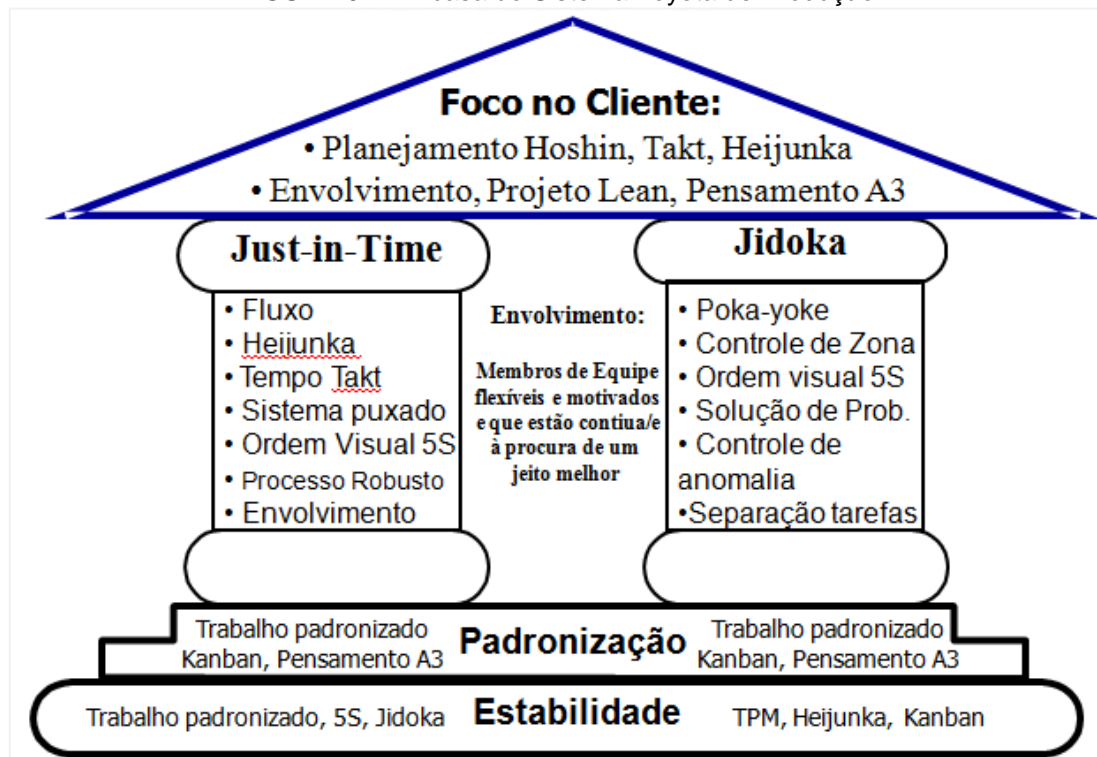 Foco no Cliente:
• Planejamento Hoshin, Takt, Heijunka
• Envolvimento, Projeto Lean, Pensamento A3
Just-in-Time
• Fluxo
• Heijunka
• Tempo Takt
• Sistema puxado
• Ordem Visual 5S
• Processo Robusto
• Envolvimento
Envolvimento:
Membros de Equipe
flexíveis e motivados
e que estão contiua/e
à procura de um
jeito melhor
Jidoka
• Poka-yoke
• Controle de Zona
• Ordem visual 5S
• Solução de Prob.
• Controle de
anomalia
•Separação tarefas
Trabalho padronizado
Kanban, Pensamento A3
Padronização
Trabalho padronizado
Kanban, Pensamento A3
Trabalho padronizado, 5S, Jidoka
Estabilidade
TPM, Heijunka, Kanban